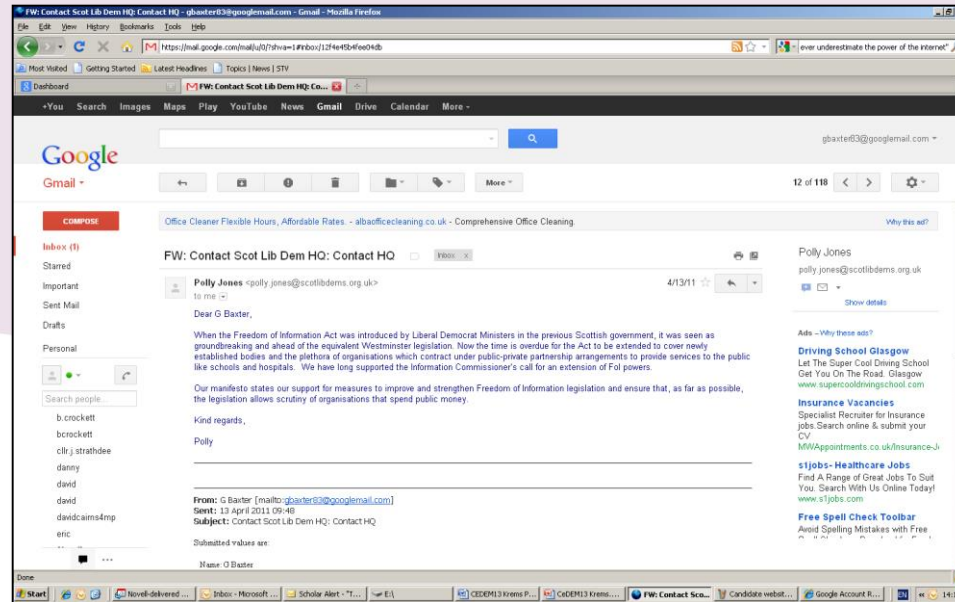 FW: Contact Scot Lib Dem HQ: Contact HQ - gbaxter83@googlemail.com - Gmail - Mozilla Firefox
File Edit View History Bookmarks Tools Help
https://mail.google.com/mail/u/0/?shva=1#inbox/12f4e45b4fee04db
ever underestimate the power of the internet"
Most Visited Getting Started Latest Headlines Topics | News | STV
Dashboard
FW: Contact Scot Lib Dem HQ: Co...
+You Search Images Maps Play YouTube News Gmail Drive Calendar More
Google
gbaxter83@googlemail.com
Gmail
More
12 of 118
COMPOSE
Office Cleaner Flexible Hours, Affordable Rates. - albaofficecleaning.co.uk - Comprehensive Office Cleaning.
Why this ad?
Inbox (1)
Starred
Important
Sent Mail
Drafts
Personal
Search people...
b.crockett
bcrockett
cllr.j.strathdee
danny
david
david
davidcairns4mp
eric
FW: Contact Scot Lib Dem HQ: Contact HQ
Inbox x
Polly Jones <polly.jones@scotlibdems.org.uk>
4/13/11
to me
Dear G Baxter,
When the Freedom of Information Act was introduced by Liberal Democrat Ministers in the previous Scottish government, it was seen as
groundbreaking and ahead of the equivalent Westminster legislation. Now the time is overdue for the Act to be extended to cover newly
established bodies and the plethora of organisations which contract under public-private partnership arrangements to provide services to the public
like schools and hospitals. We have long supported the Information Commissioner's call for an extension of FoI powers.
Our manifesto states our support for measures to improve and strengthen Freedom of Information legislation and ensure that, as far as possible,
the legislation allows scrutiny of organisations that spend public money.
Kind regards,
Polly
From: G Baxter [mailto:gbaxter83@googlemail.com]
Sent: 13 April 2011 09:48
Subject: Contact Scot Lib Dem HQ: Contact HQ
Submitted values are:
Name: G Baxter
Polly Jones
polly.jones@scotlibdems.org.uk
Show details
Ads – Why these ads?
Driving School Glasgow
Let The Super Cool Driving School
Get You On The Road. Glasgow
www.supercooldrivingschool.com
Insurance Vacancies
Specialist Recruiter for Insurance
jobs.Search online & submit your
CV
MWAppointments.co.uk/Insurance-J
s1jobs- Healthcare Jobs
Find A Range of Great Jobs To Suit
You. Search With Us Online Today!
www.s1jobs.com
Free Spell Check Toolbar
Avoid Spelling Mistakes with Free
Done
Start
Novell-delivered ...
Inbox - Microsoft ...
Scholar Alert - "T...
E:\
CEDEM13 Krems P...
CeDEM13 Krems....
FW: Contact Sco...
Candidate websit...
Google Account R...
EN
14: